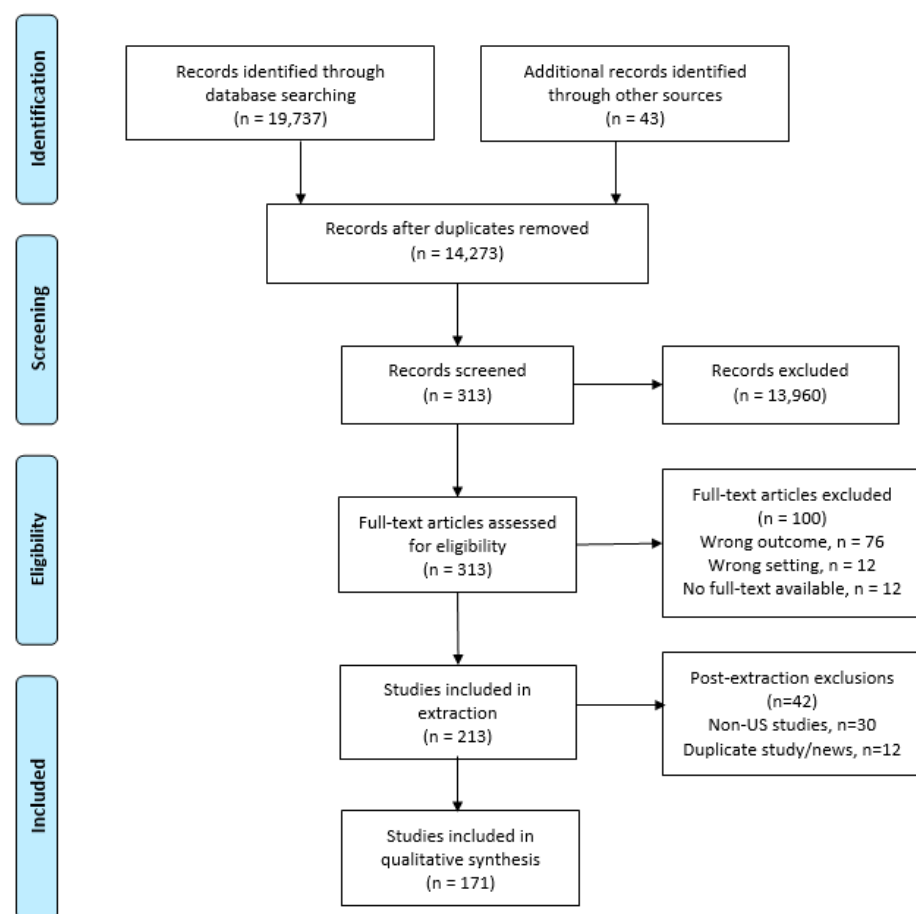 Identification
Records identified through
database searching
(n = 19,737)
Additional records identified
through other sources
(n = 43)
Records after duplicates removed
(n = 14,273)
Screening
Records screened
(n = 313)
Records excluded
(n = 13,960)
Eligibility
Full-text articles assessed
for eligibility
(n = 313)
Full-text articles excluded
(n = 100)
Wrong outcome, n = 76
Wrong setting, n = 12
No full-text available, n = 12
Included
Studies included in
extraction
(n = 213)
Post-extraction exclusions
(n=42)
Non-US studies, n=30
Duplicate study/news, n=12
Studies included in
qualitative synthesis
(n = 171)